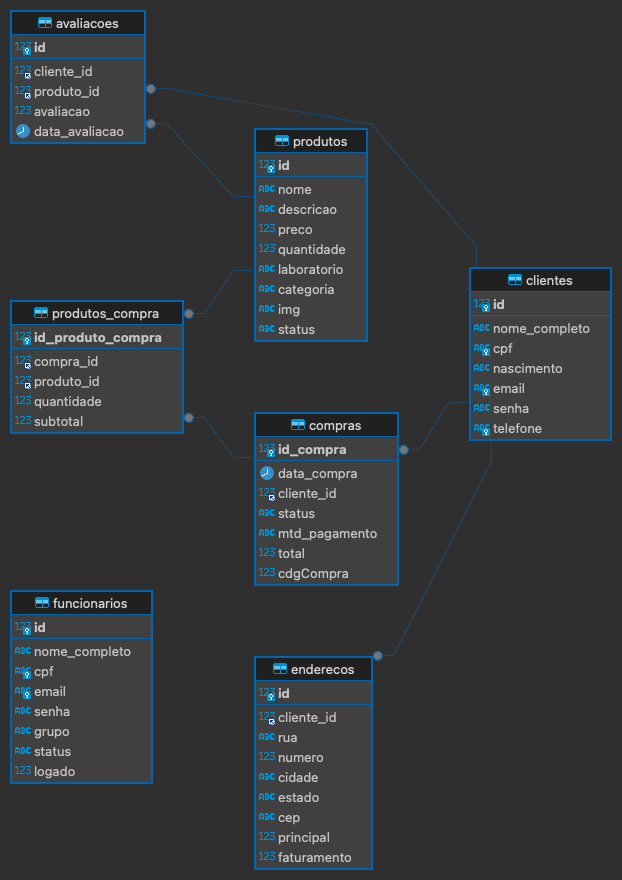 avaliacoes
123 id
123 cliente_id
123 produto_id
123 avaliacao
data_avaliacao
produtos
123 id
ABC nome
ABC descricao
123 preco
123 quantidade
ABC laboratorio
ABC categoria
ABC img
ABC status
clientes
123 id
ABC nome_completo
ABC cpf
ABC nascimento
ABC email
ABC senha
ABC telefone
produtos_compra
123 id_produto_compra
123 compra_id
123 produto_id
123 quantidade
123 subtotal
compras
123 id_compra
data_compra
123 cliente_id
ABC status
ABC mtd_pagamento
123 total
123 cdgCompra
funcionarios
123 id
ABC nome_completo
ABC cpf
ABC email
ABC senha
ABC grupo
ABC status
123 logado
enderecos
123 id
123 cliente_id
ABC rua
123 numero
ABC cidade
ABC estado
ABC cep
123 principal
123 faturamento